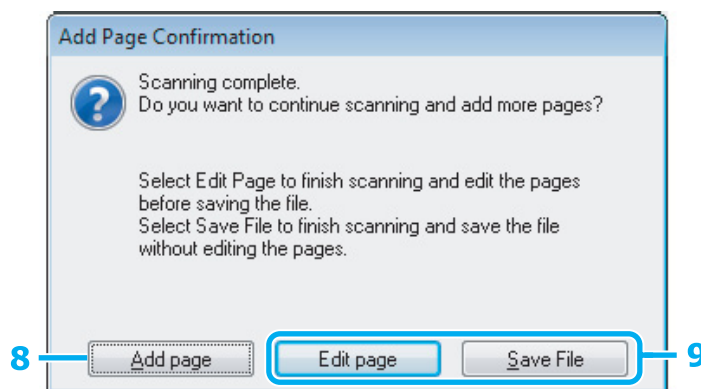 Add Page Confirmation
Scanning complete.
Do you want to continue scanning and add more pages?
Select Edit Page to finish scanning and edit the pages
before saving the file.
Select Save File to finish scanning and save the file
without editing the pages.
8 Add page Edit page Save File 9